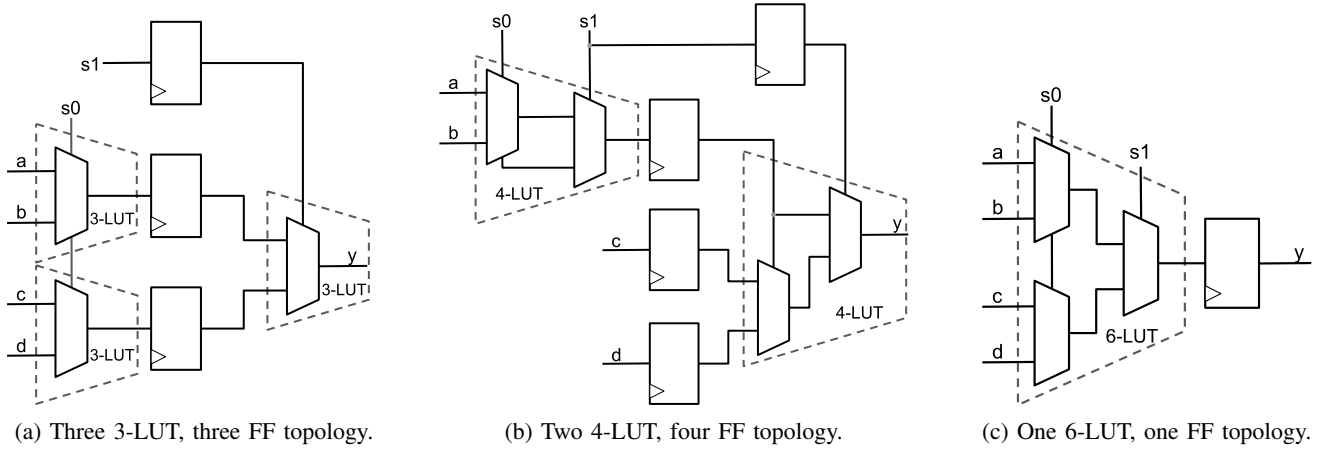 s1
s0
a
b
3-LUT
c
d
3-LUT
y
3-LUT
(a) Three 3-LUT, three FF topology.
s0
s1
a
b
4-LUT
c
d
y
4-LUT
(b) Two 4-LUT, four FF topology.
s0
s1
a
b
c
d
6-LUT
y
(c) One 6-LUT, one FF topology.